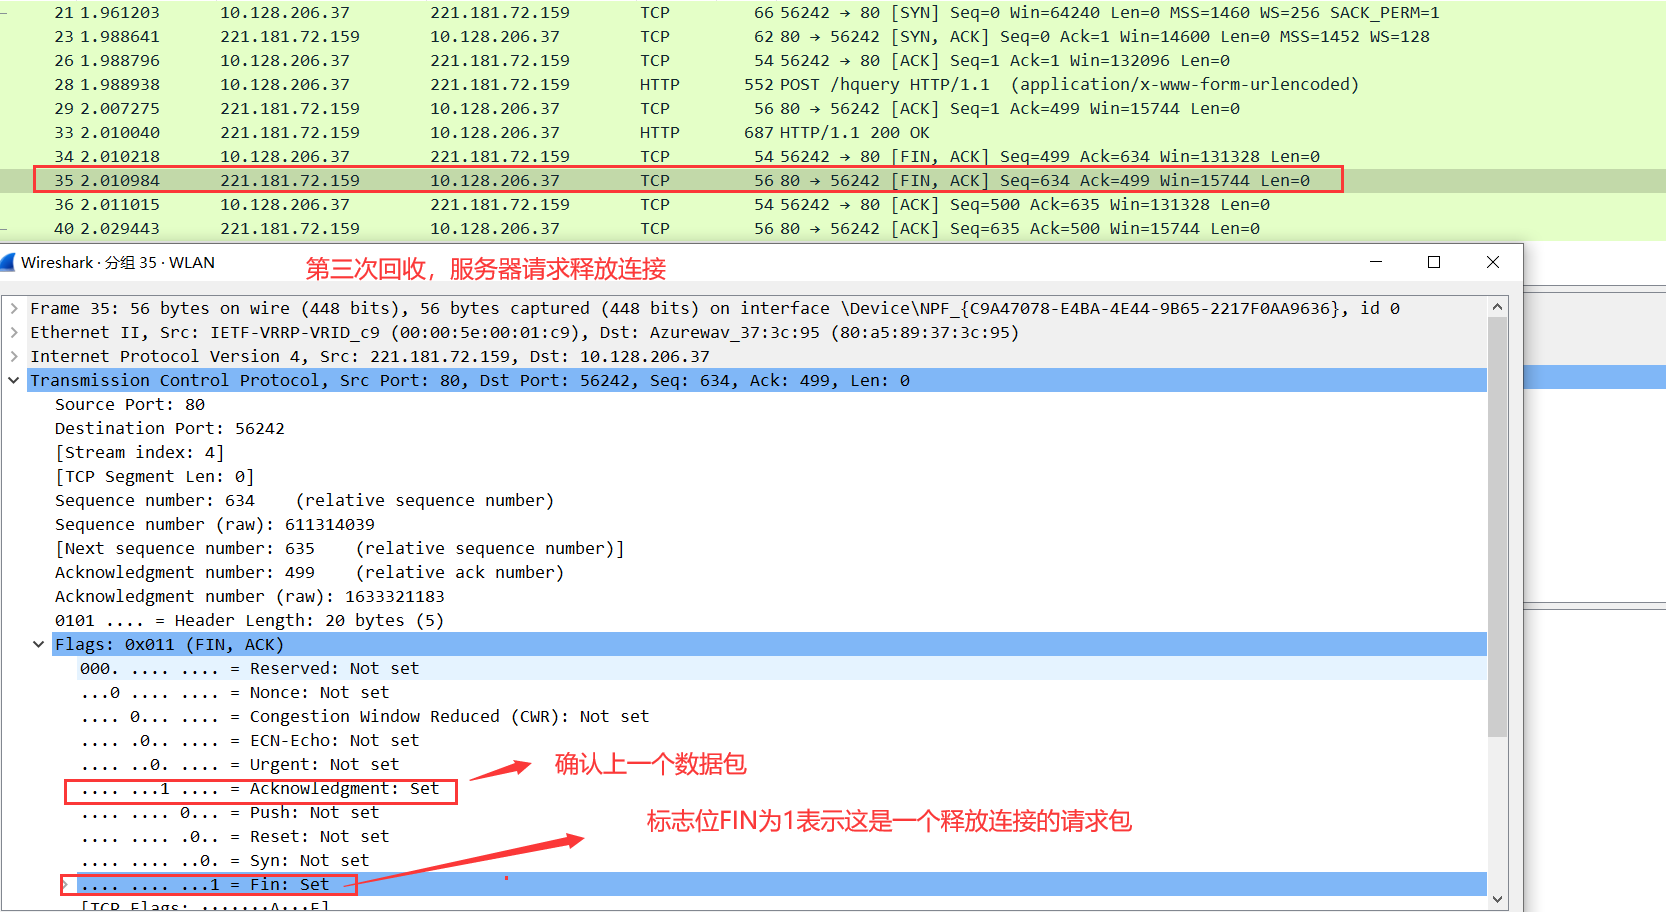 21 1.961203 10.128.206.37 221.181.72.159 TCP 66 56242 → 80 [SYN] Seq=0 Win=64240 Len=0 MSS=1460 WS=256 SACK_PERM=1
23 1.988641 221.181.72.159 10.128.206.37 TCP 62 80 → 56242 [SYN, ACK] Seq=0 Ack=1 Win=14600 Len=0 MSS=1452 WS=128
26 1.988796 10.128.206.37 221.181.72.159 TCP 54 56242 → 80 [ACK] Seq=1 Ack=1 Win=132096 Len=0
28 1.988938 10.128.206.37 221.181.72.159 HTTP 552 POST /hquery HTTP/1.1 (application/x-www-form-urlencoded)
29 2.007275 221.181.72.159 10.128.206.37 TCP 56 80 → 56242 [ACK] Seq=1 Ack=499 Win=15744 Len=0
33 2.010040 221.181.72.159 10.128.206.37 HTTP 687 HTTP/1.1 200 OK
34 2.010218 10.128.206.37 221.181.72.159 TCP 54 56242 → 80 [FIN, ACK] Seq=499 Ack=634 Win=131328 Len=0
35 2.010984 221.181.72.159 10.128.206.37 TCP 56 80 → 56242 [FIN, ACK] Seq=634 Ack=499 Win=15744 Len=0
36 2.011015 10.128.206.37 221.181.72.159 TCP 54 56242 → 80 [ACK] Seq=500 Ack=635 Win=131328 Len=0
40 2.029443 221.181.72.159 10.128.206.37 TCP 56 80 → 56242 [ACK] Seq=635 Ack=500 Win=15744 Len=0
Wireshark · 分组 35 · WLAN
第三次回收，服务器请求释放连接
Frame 35: 56 bytes on wire (448 bits), 56 bytes captured (448 bits) on interface \Device\NPF_{C9A47078-E4BA-4E44-9B65-2217F0AA9636}, id 0
Ethernet II, Src: IETF-VRRP-VRID_c9 (00:00:5e:00:01:c9), Dst: Azurewav_37:3c:95 (80:a5:89:37:3c:95)
Internet Protocol Version 4, Src: 221.181.72.159, Dst: 10.128.206.37
Transmission Control Protocol, Src Port: 80, Dst Port: 56242, Seq: 634, Ack: 499, Len: 0
Source Port: 80
Destination Port: 56242
[Stream index: 4]
[TCP Segment Len: 0]
Sequence number: 634 (relative sequence number)
Sequence number (raw): 611314039
[Next sequence number: 635 (relative sequence number)]
Acknowledgment number: 499 (relative ack number)
Acknowledgment number (raw): 1633321183
0101 .... = Header Length: 20 bytes (5)
Flags: 0x011 (FIN, ACK)
000. .... .... = Reserved: Not set
...0 .... .... = Nonce: Not set
.... 0... .... = Congestion Window Reduced (CWR): Not set
.... .0.. .... = ECN-Echo: Not set
.... ..0. .... = Urgent: Not set
确认上一个数据包
.... ...1 .... = Acknowledgment: Set
.... .... 0... = Push: Not set
标志位FIN为1表示这是一个释放连接的请求包
.... .... .0.. = Reset: Not set
.... .... ..0. = Syn: Not set
.... .... ...1 = Fin: Set
[TCP Flags: ·······A···F]